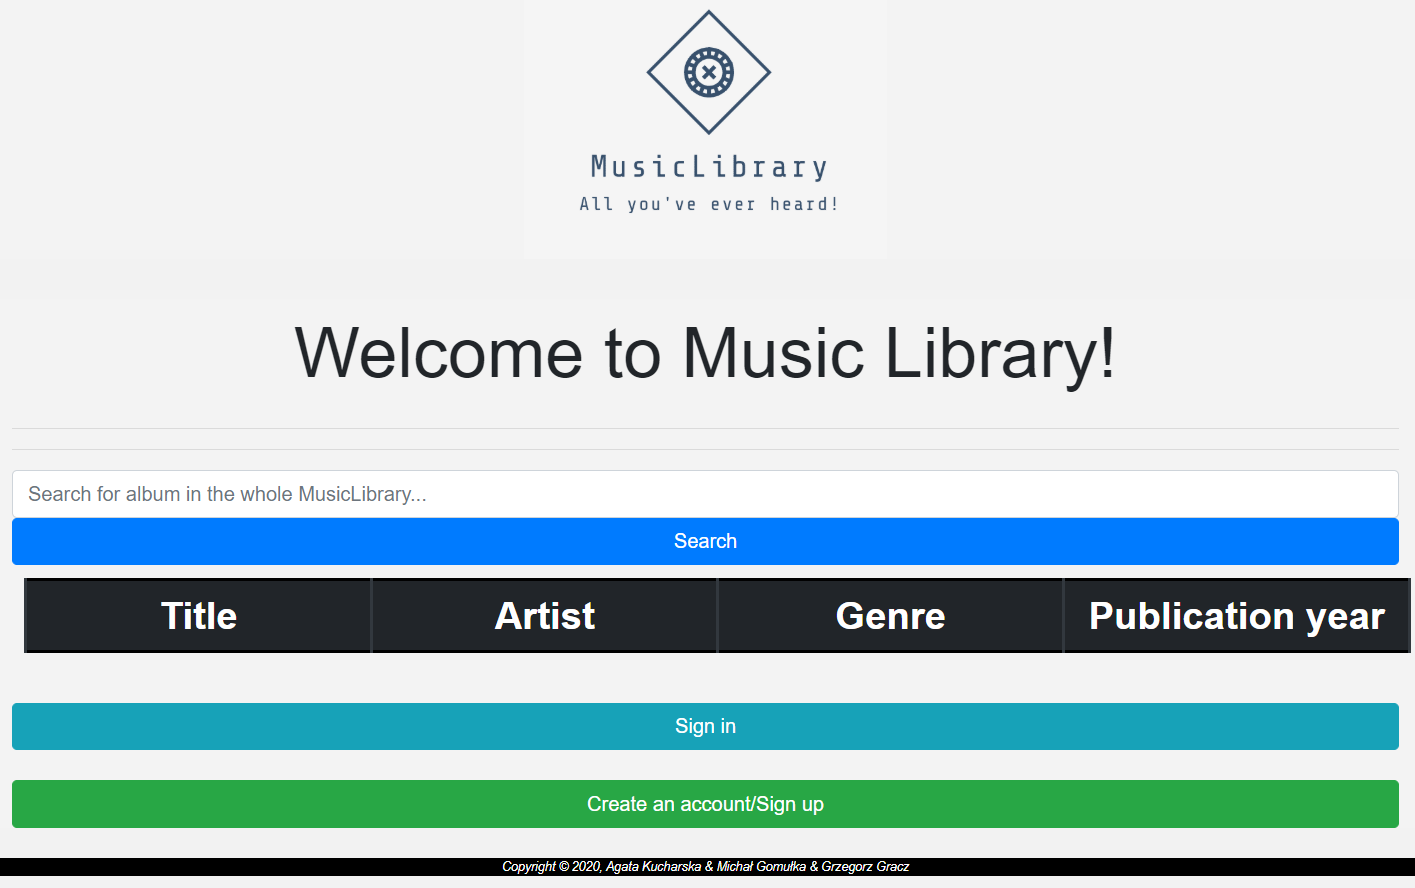 MusicLibrary
All you've ever heard!
Welcome to Music Library!
Search for album in the whole MusicLibrary...
Search
Title Artist Genre Publication year
Sign in
Create an account/Sign up
Copyright © 2020, Agata Kucharska & Michał Gomułka & Grzegorz Gracz